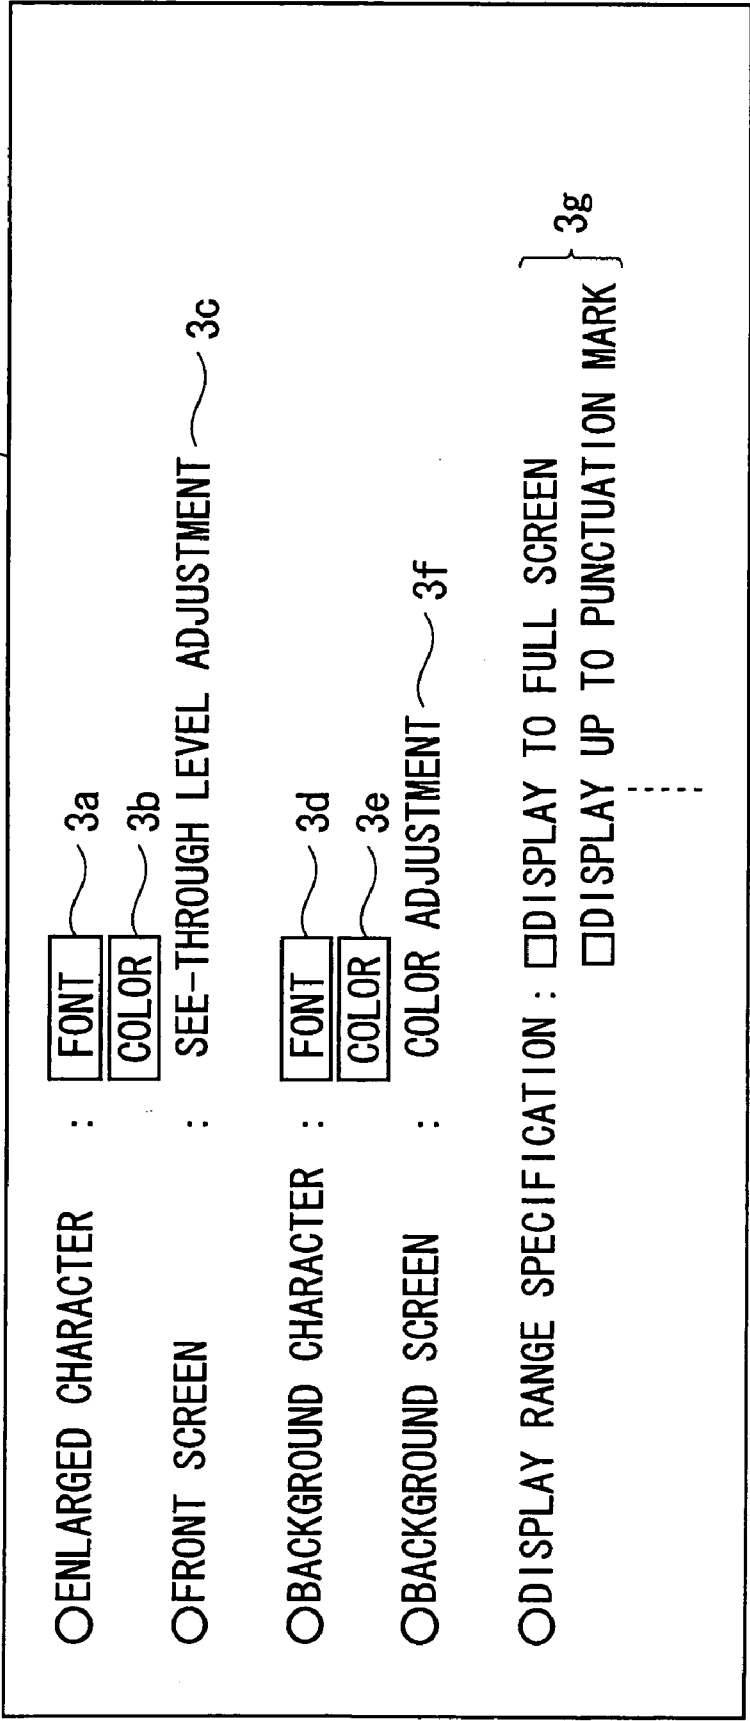 ○ENLARGED CHARACTER : FONT 3a
COLOR 3b
○FRONT SCREEN : SEE-THROUGH LEVEL ADJUSTMENT 3c
○BACKGROUND CHARACTER : FONT 3d
COLOR 3e
○BACKGROUND SCREEN : COLOR ADJUSTMENT 3f
○DISPLAY RANGE SPECIFICATION : □DISPLAY TO FULL SCREEN
□DISPLAY UP TO PUNCTUATION MARK
3g